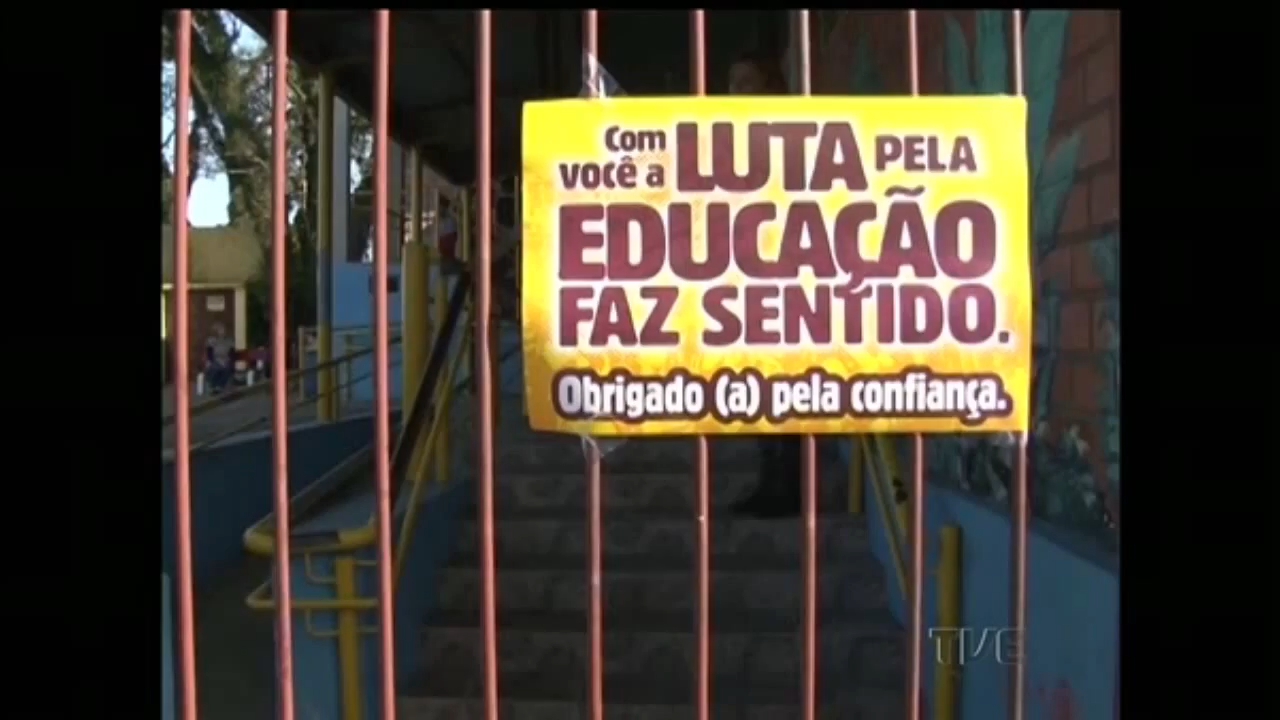 Com
você a LUTA PELA
EDUCAÇÃO
FAZ SENTIDO.
Obrigado (a) pela confiança.
TVE